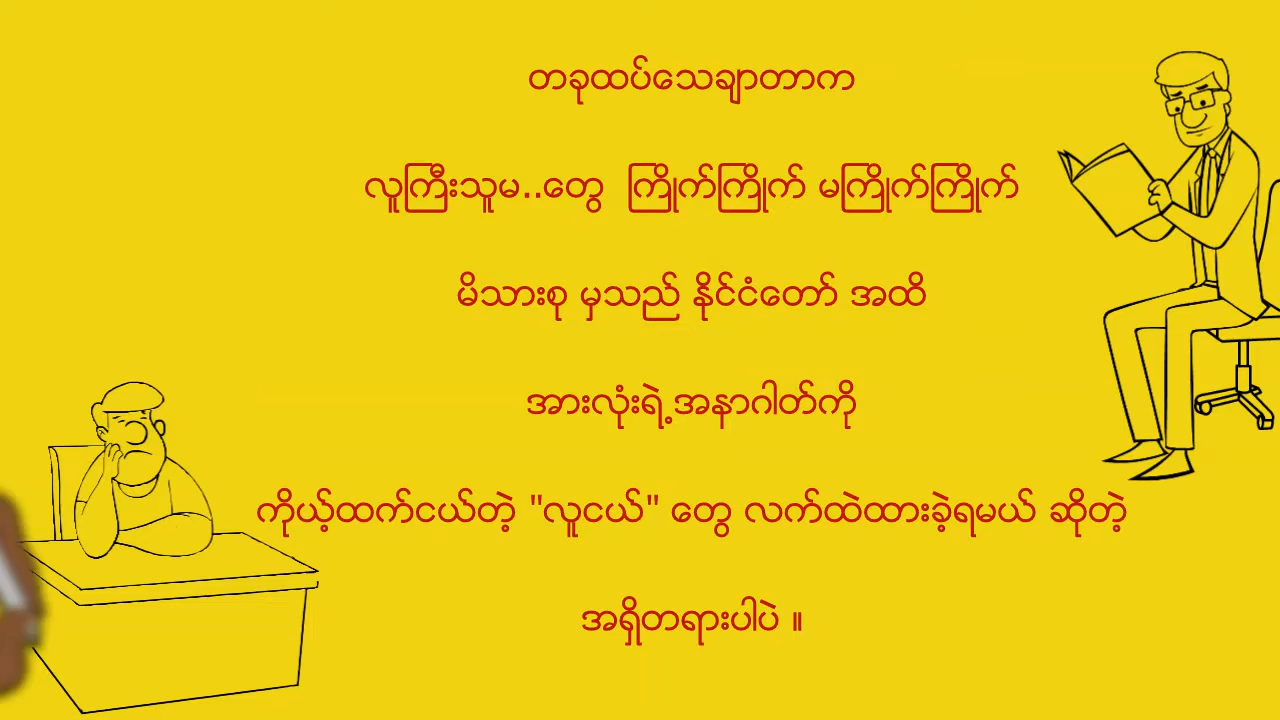 တခုထပ်သေချာတာက
လူကြီးသူမ..တွေ ကြိုက်ကြိုက် မကြိုက်ကြိုက်
မိသားစု မှသည် နိုင်ငံတော် အထိ
အားလုံးရဲ့အနာဂါတ်ကို
ကိုယ့်ထက်ငယ်တဲ့ "လူငယ်" တွေ လက်ထဲထားခဲ့ရမယ် ဆိုတဲ့
အရှိတရားပါပဲ ။